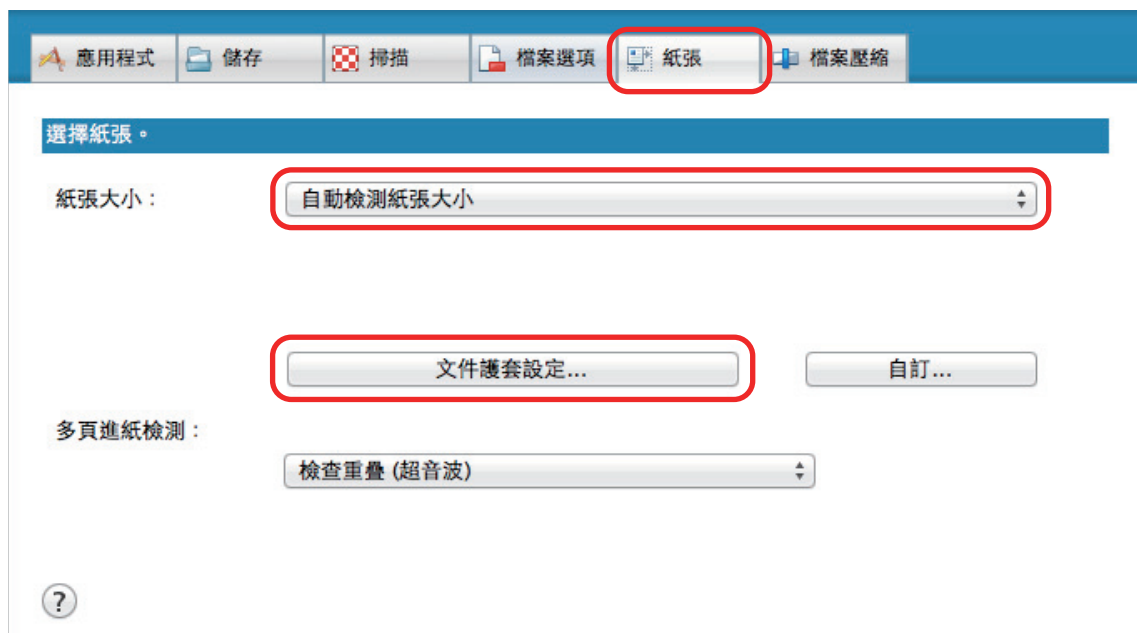 應用程式 儲存 掃描 檔案選項 紙張 檔案壓縮
選擇紙張。
紙張大小：
自動檢測紙張大小
文件護套設定... 自訂...
多頁進紙檢測：
檢查重疊 (超音波)
?